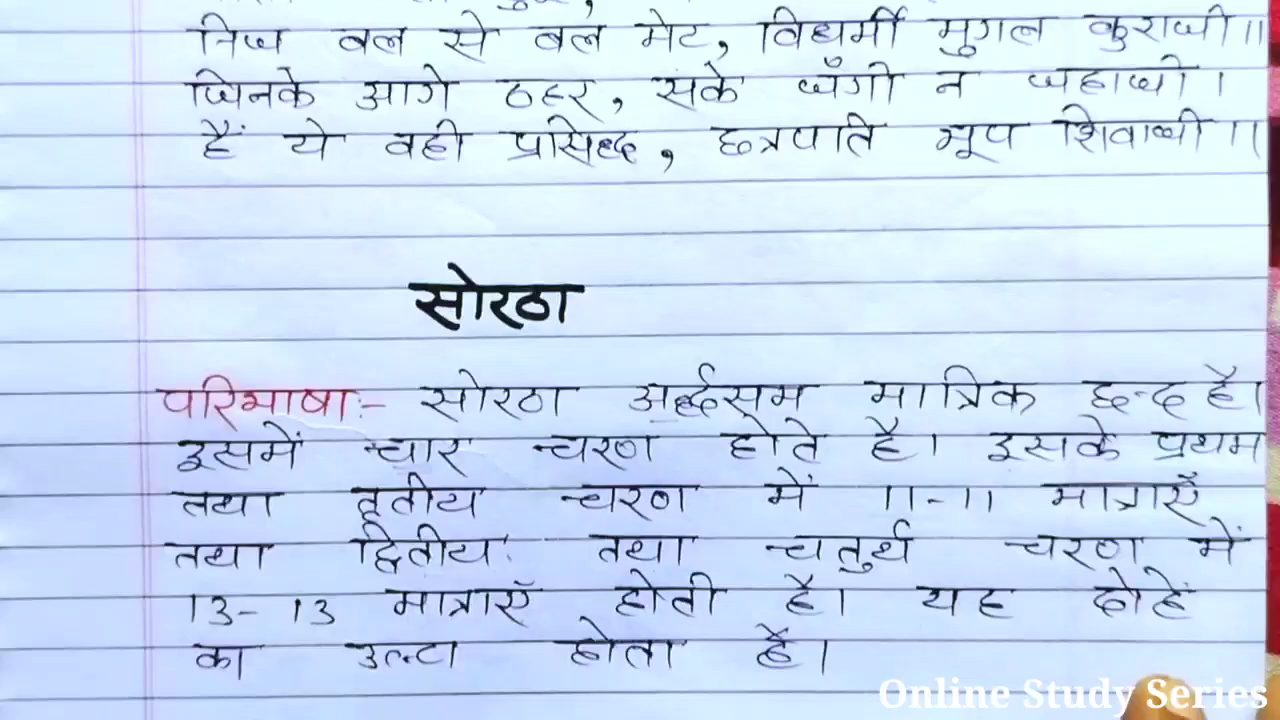 निज बल से बल मेट, विधर्मी मुगल कुराजी॥
जिनके आगे ठहर, सके जँगी न जहाजी।
हैं ये वही प्रसिद्ध, छत्रपति भूप शिवाजी॥
सोरठा
परिभाषा:- सोरठा अर्द्धसम मात्रिक छन्द है।
इसमें चार चरण होते है। इसके प्रथम
तथा तृतीय चरण में 11-11 मात्राएँ
तथा द्वितीय तथा चतुर्थ चरण में
13-13 मात्राएँ होती है। यह दोहे
का उल्टा होता है।
Online Study Series